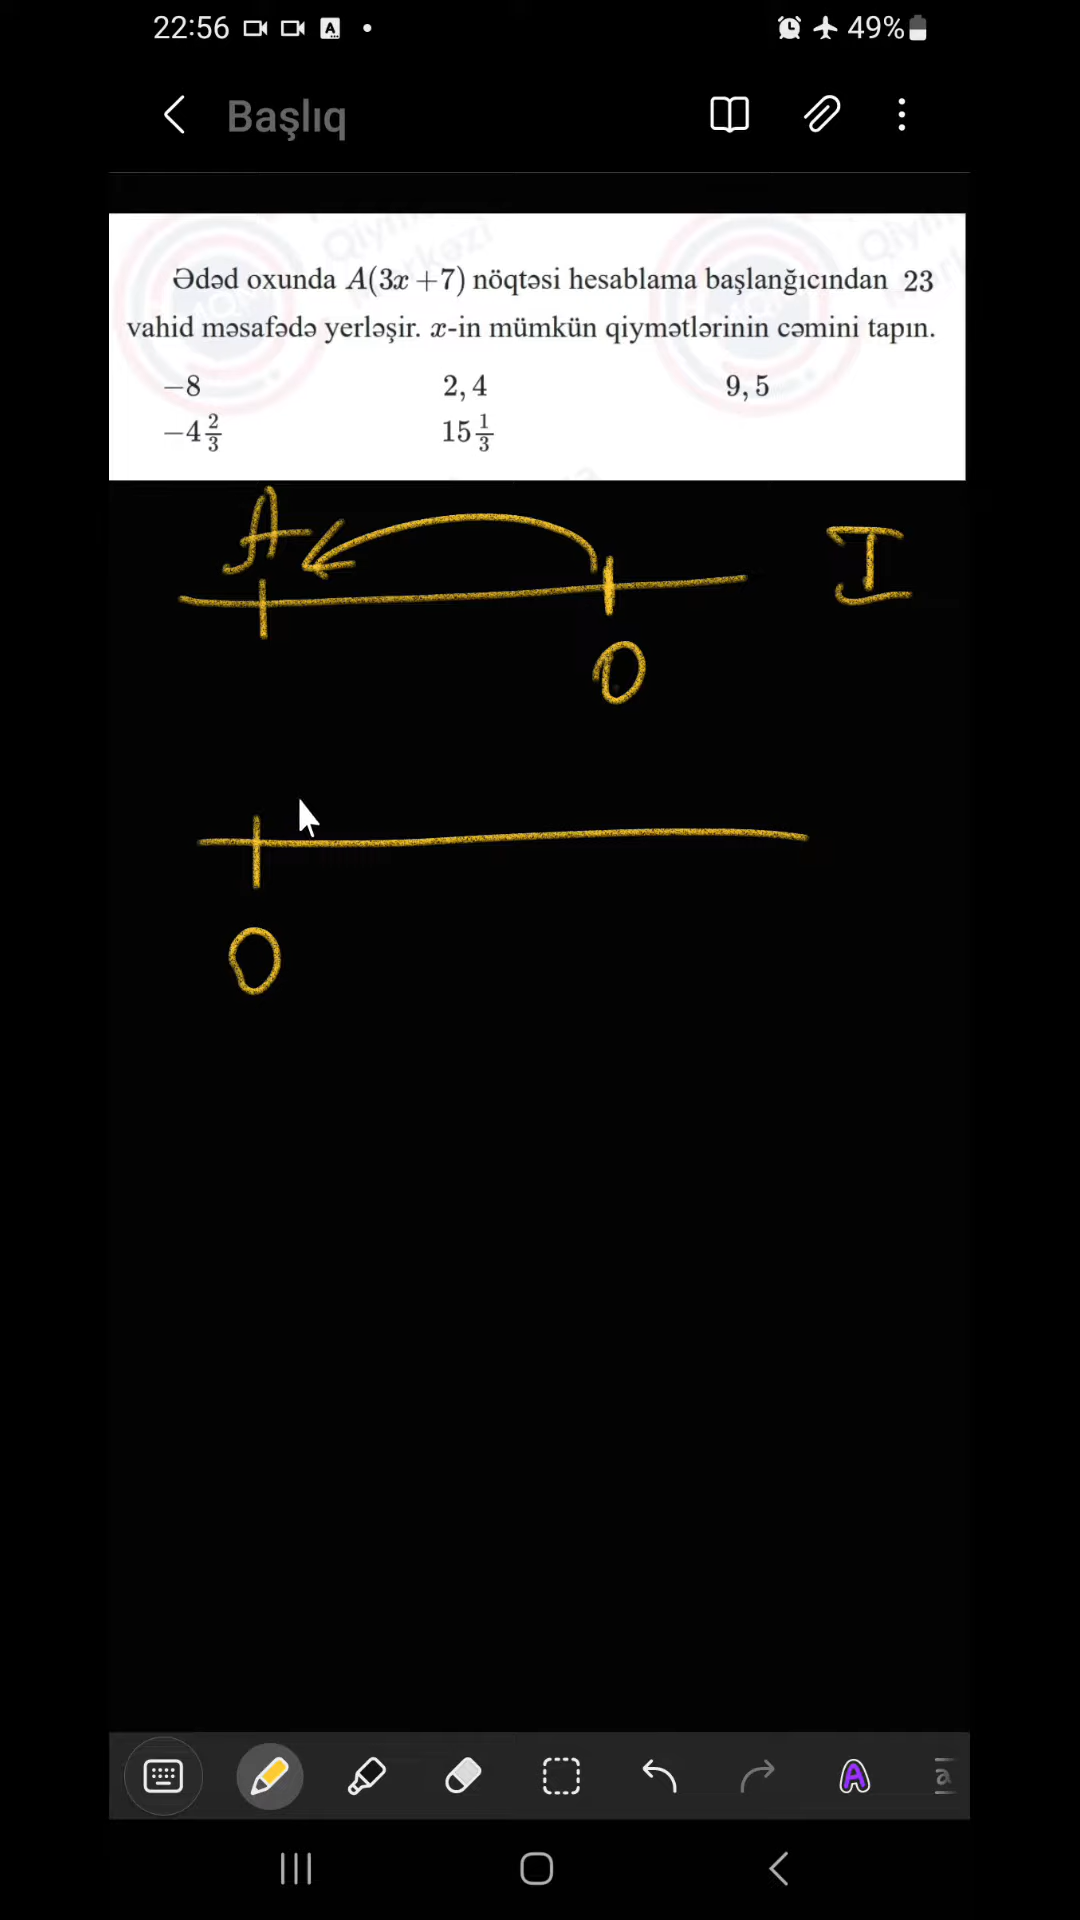 22:56
49%
Başlıq
Ədəd oxunda A(3x+7) nöqtəsi hesablama başlanğıcından 23
vahid məsafədə yerləşir. x-in mümkün qiymətlərinin cəmini tapın.
−8 2,4 9,5
−4 2/3 15 1/3
A I
0
0